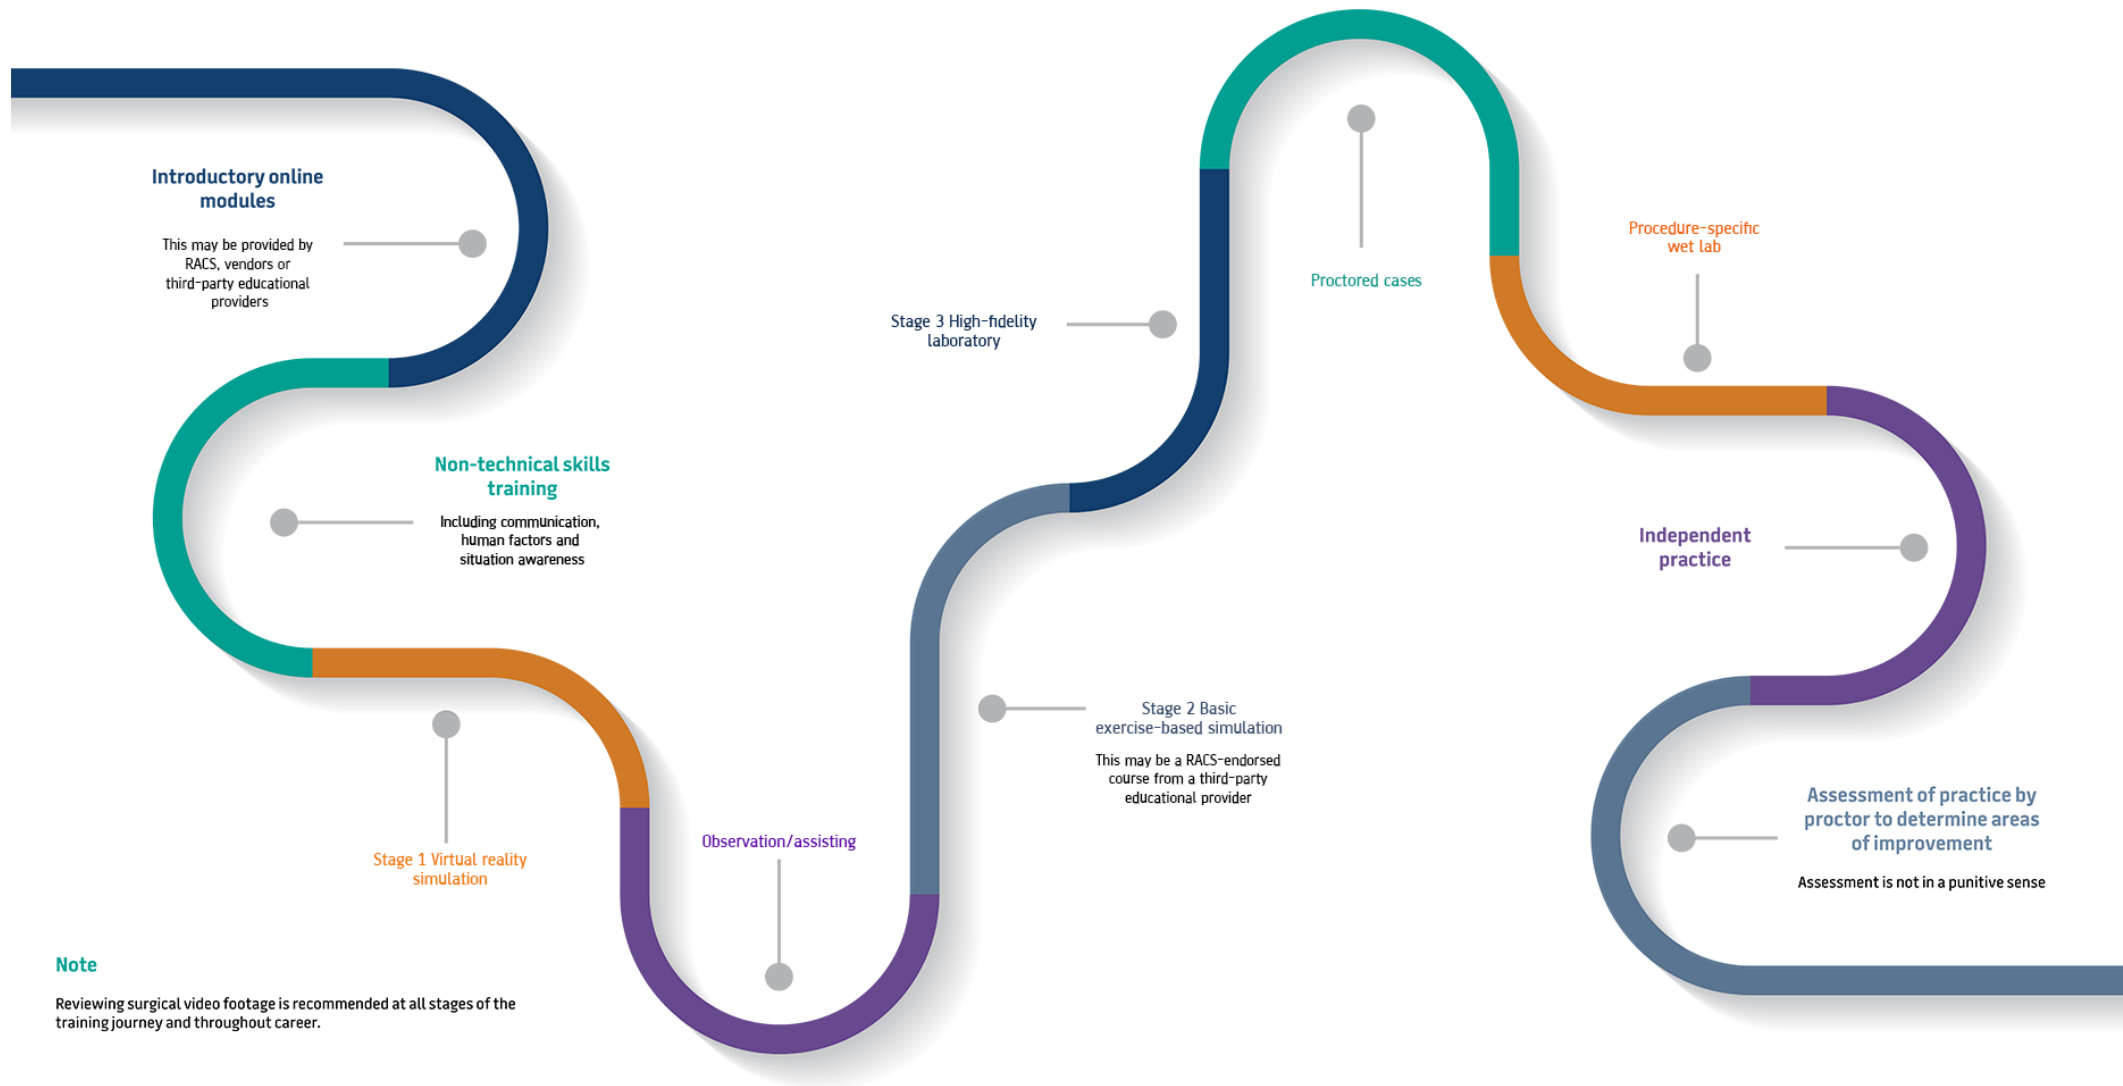 Introductory online
modules
This may be provided by
RACS, vendors or
third-party educational
providers
Non-technical skills
training
Including communication,
human factors and
situation awareness
Stage 1 Virtual reality
simulation
Observation/assisting
Stage 2 Basic
exercise-based simulation
This may be a RACS-endorsed
course from a third-party
educational provider
Stage 3 High-fidelity
laboratory
Proctored cases
Procedure-specific
wet lab
Independent
practice
Assessment of practice by
proctor to determine areas
of improvement
Assessment is not in a punitive sense
Note
Reviewing surgical video footage is recommended at all stages of the
training journey and throughout career.